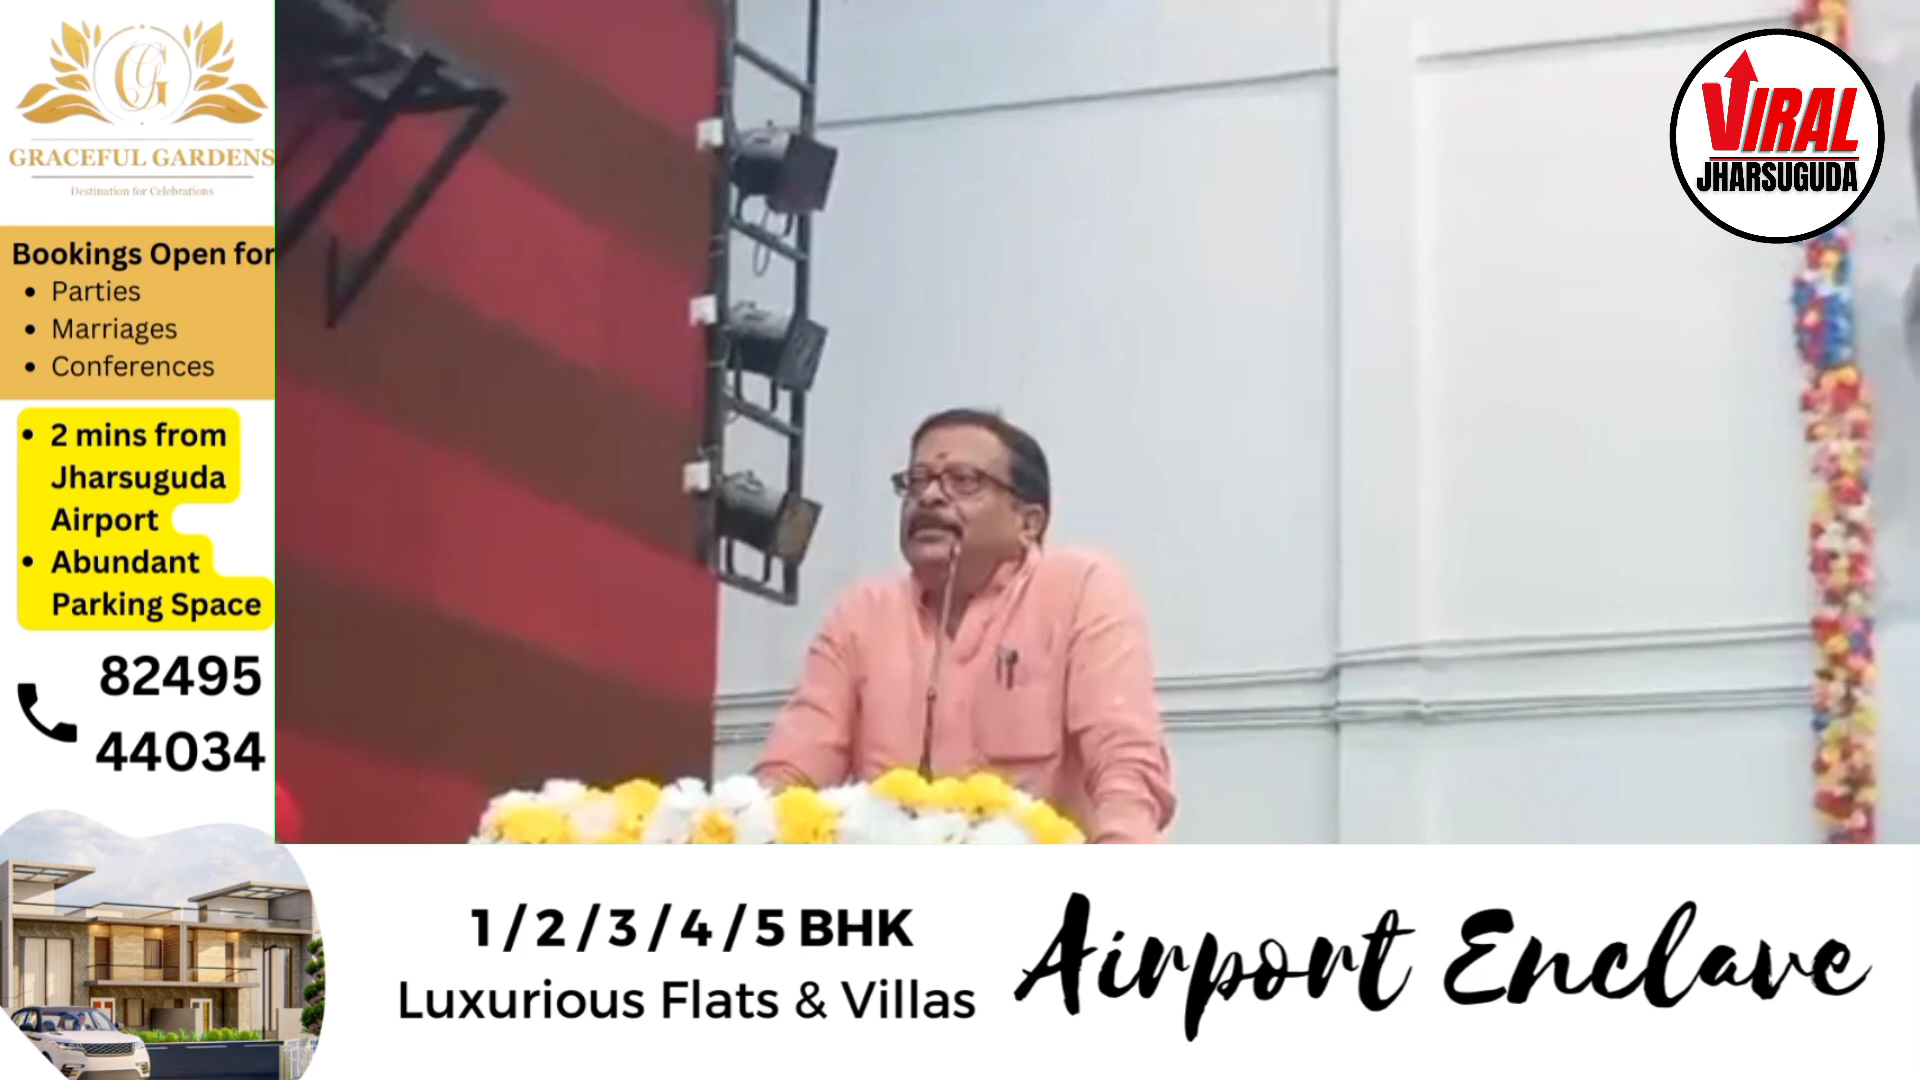 GG
GRACEFUL GARDENS
Destination for Celebrations
Bookings Open for
• Parties
• Marriages
• Conferences
• 2 mins from
Jharsuguda
Airport
• Abundant
Parking Space
82495
44034
VIRAL
JHARSUGUDA
1 / 2 / 3 / 4 / 5 BHK
Luxurious Flats & Villas
Airport Enclave